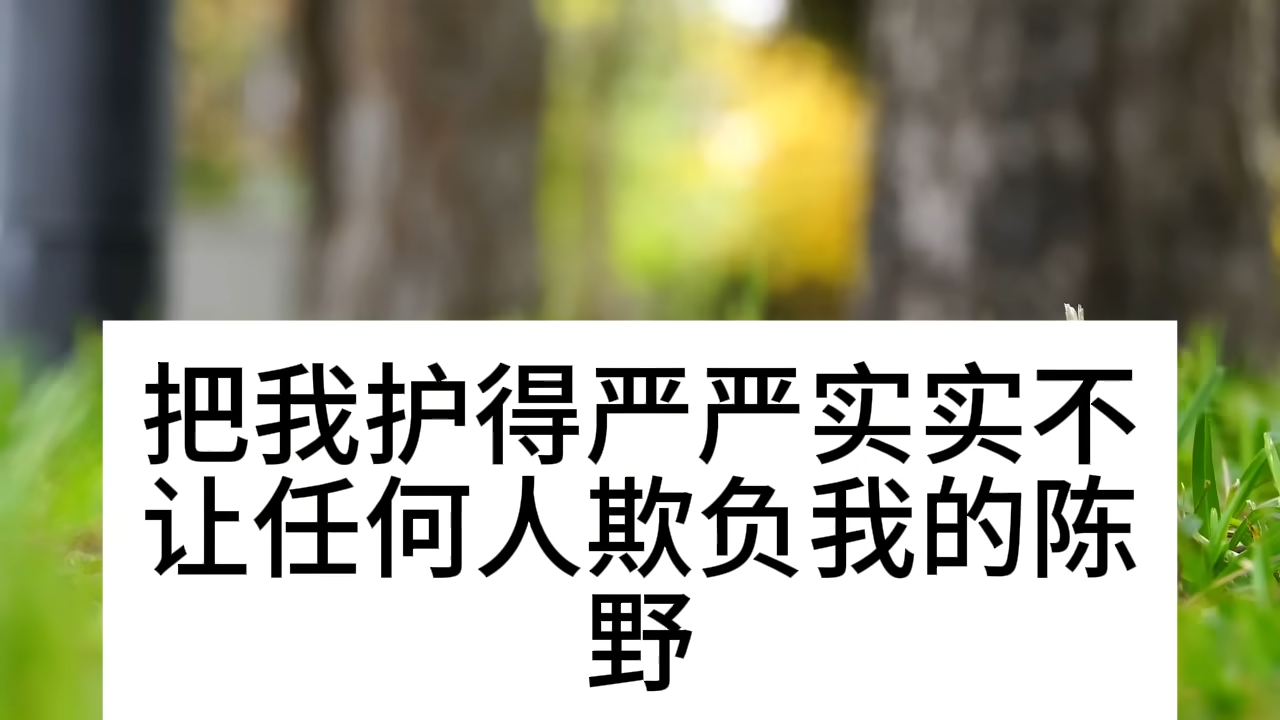 把我护得严严实实不
让任何人欺负我的陈
野